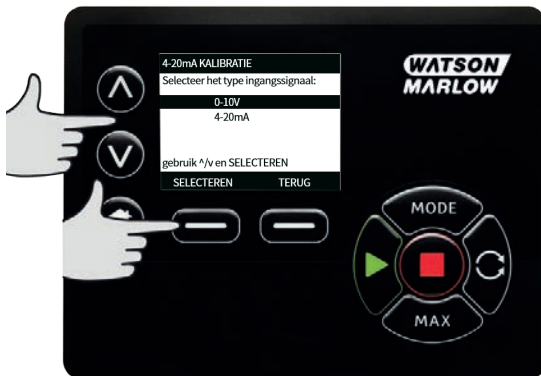 4-20mA KALIBRATIE
Selecteer het type ingangssignaal:
0-10V
4-20mA
gebruik ^/v en SELECTEREN
SELECTEREN TERUG
WATSON
MARLOW
MODE
MAX